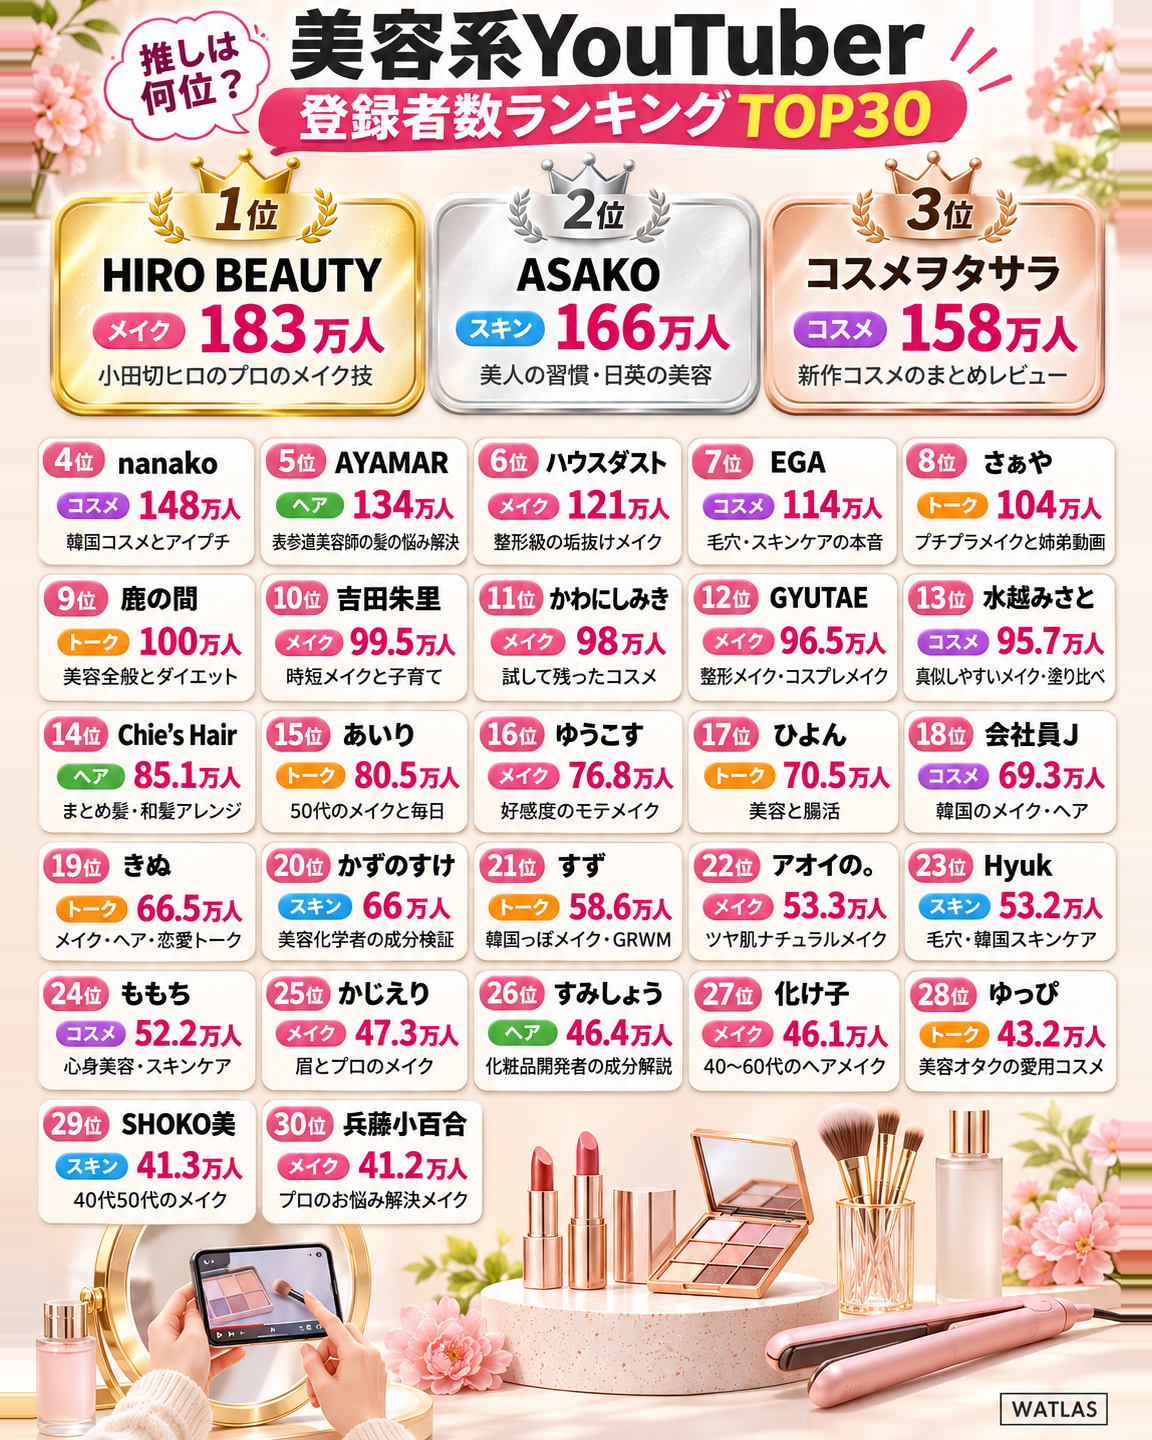 推しは
何位？
美容系YouTuber
登録者数ランキングTOP30
1位
HIRO BEAUTY
メイク 183万人
小田切ヒロのプロのメイク技
2位
ASAKO
スキン 166万人
美人の習慣・日英の美容
3位
コスメヲタサラ
コスメ 158万人
新作コスメのまとめレビュー
4位 nanako
コスメ 148万人
韓国コスメとアイプチ
5位 AYAMAR
ヘア 134万人
表参道美容師の髪の悩み解決
6位 ハウスダスト
メイク 121万人
整形級の垢抜けメイク
7位 EGA
コスメ 114万人
毛穴・スキンケアの本音
8位 さぁや
トーク 104万人
プチプラメイクと姉弟動画
9位 鹿の間
トーク 100万人
美容全般とダイエット
10位 吉田朱里
メイク 99.5万人
時短メイクと子育て
11位 かわにしみき
メイク 98万人
試して残ったコスメ
12位 GYUTAE
メイク 96.5万人
整形メイク・コスプレメイク
13位 水越みさと
コスメ 95.7万人
真似しやすいメイク・塗り比べ
14位 Chie's Hair
ヘア 85.1万人
まとめ髪・和髪アレンジ
15位 あいり
トーク 80.5万人
50代のメイクと毎日
16位 ゆうこす
メイク 76.8万人
好感度のモテメイク
17位 ひよん
トーク 70.5万人
美容と腸活
18位 会社員J
コスメ 69.3万人
韓国のメイク・ヘア
19位 きぬ
トーク 66.5万人
メイク・ヘア・恋愛トーク
20位 かずのすけ
スキン 66万人
美容化学者の成分検証
21位 すず
トーク 58.6万人
韓国っぽメイク・GRWM
22位 アオイの。
メイク 53.3万人
ツヤ肌ナチュラルメイク
23位 Hyuk
スキン 53.2万人
毛穴・韓国スキンケア
24位 ももち
コスメ 52.2万人
心身美容・スキンケア
25位 かじえり
メイク 47.3万人
眉とプロのメイク
26位 すみしょう
ヘア 46.4万人
化粧品開発者の成分解説
27位 化け子
メイク 46.1万人
40〜60代のヘアメイク
28位 ゆっぴ
トーク 43.2万人
美容オタクの愛用コスメ
29位 SHOKO美
スキン 41.3万人
40代50代のメイク
30位 兵藤小百合
メイク 41.2万人
プロのお悩み解決メイク
WATLAS